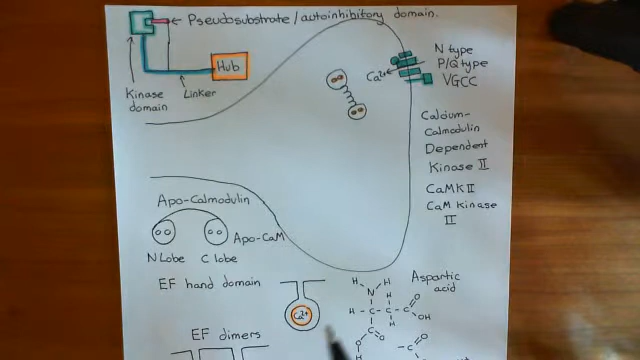 Pseudosubstrate/autoinhibitory domain.
Hub
Kinase
domain
Linker
N type
P/Q type
VGCC
Ca2+
Calcium-
Calmodulin
Dependent
Kinase II
CaMKII
CaM Kinase
II
Apo-Calmodulin
Apo-CaM
N Lobe
C lobe
EF hand domain
Ca2+
EF dimers
Aspartic
acid
H
H
N
H
H - C - C - C
O
OH
H
C
O
O
H
C
O